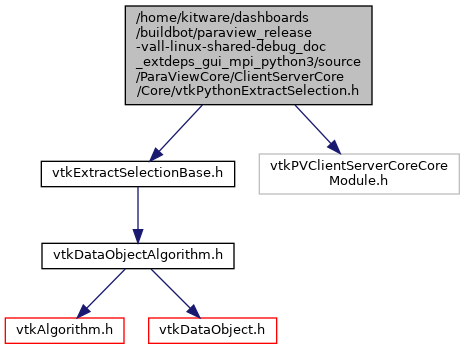 /home/kitware/dashboards
/buildbot/paraview_release
-vall-linux-shared-debug_doc
_extdeps_gui_mpi_python3/source
/ParaViewCore/ClientServerCore
/Core/vtkPythonExtractSelection.h
vtkExtractSelectionBase.h
vtkPVClientServerCoreCore
Module.h
vtkDataObjectAlgorithm.h
vtkAlgorithm.h
vtkDataObject.h